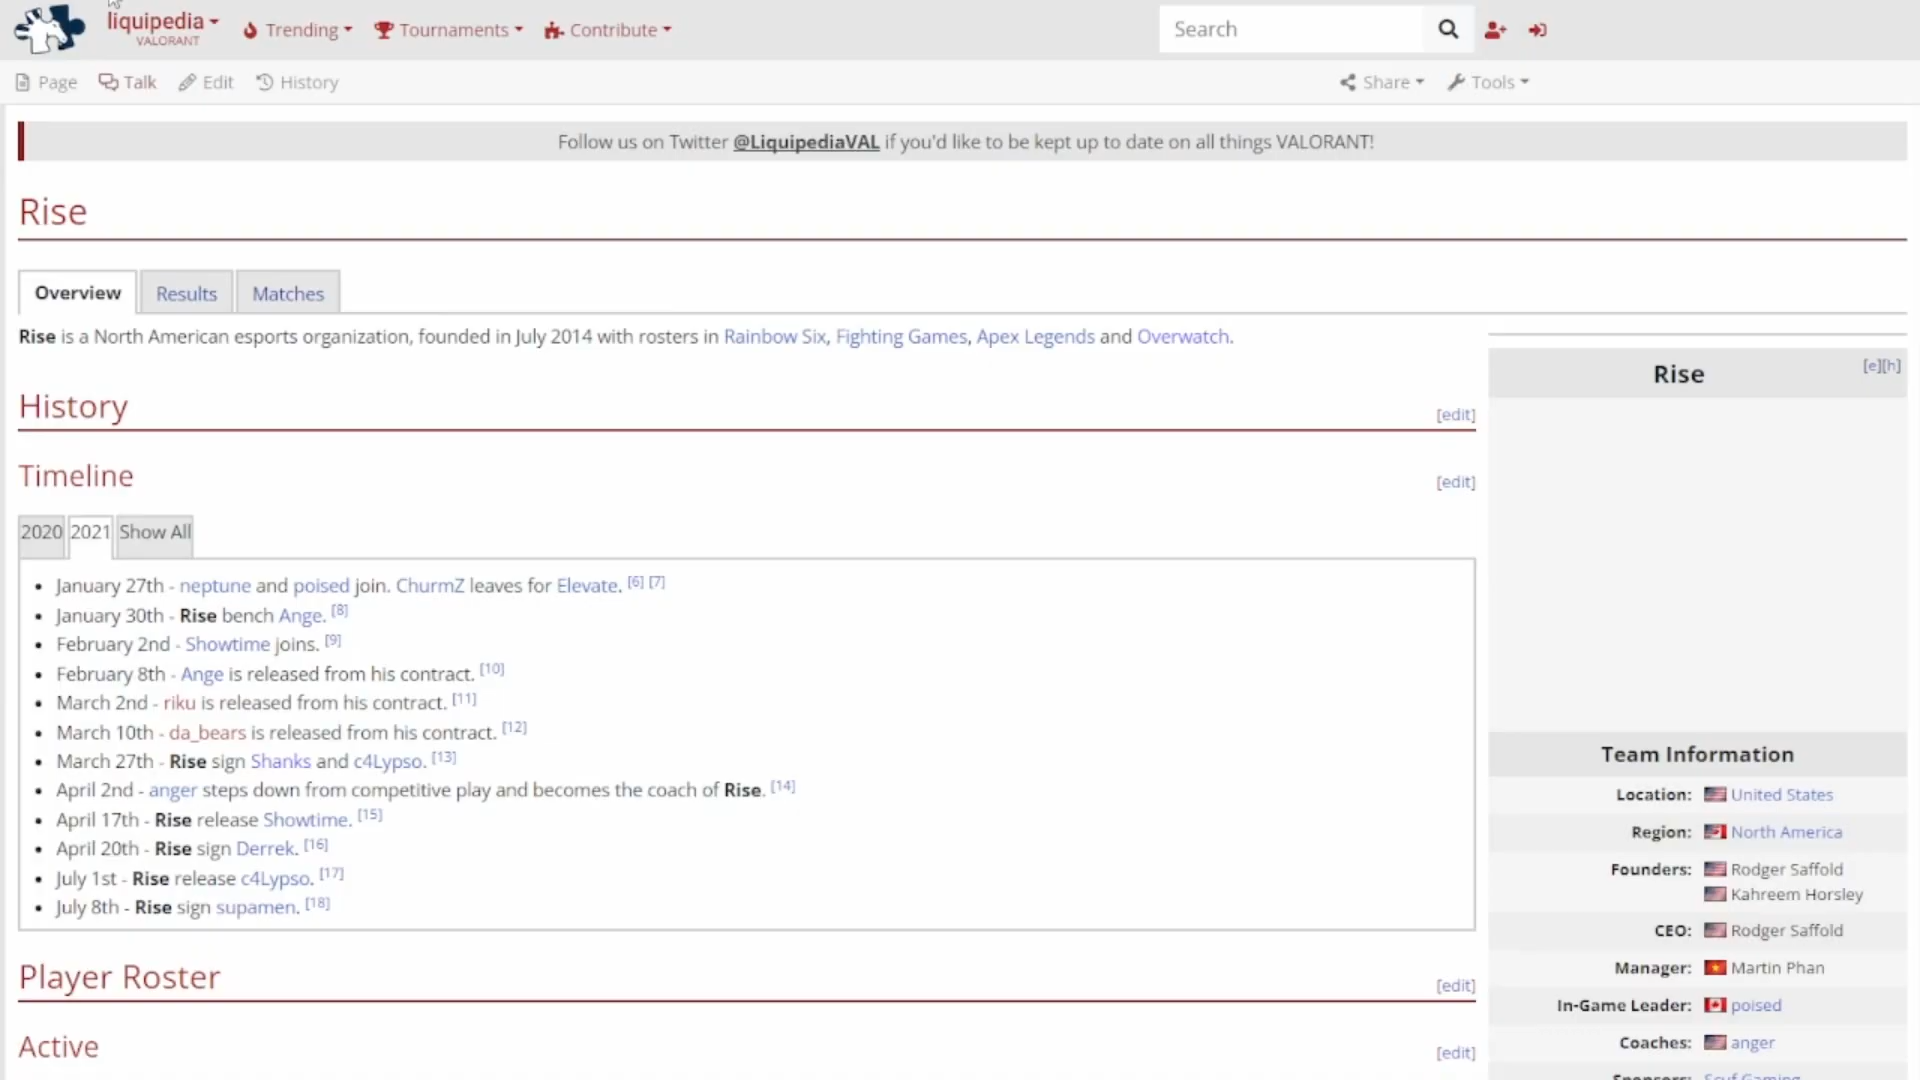 liquipedia
VALORANT
Trending
Tournaments
Contribute
Search
Page
Talk
Edit
History
Share
Tools
Follow us on Twitter @LiquipediaVAL if you'd like to be kept up to date on all things VALORANT!
Rise
Overview
Results
Matches
Rise is a North American esports organization, founded in July 2014 with rosters in Rainbow Six, Fighting Games, Apex Legends and Overwatch.
History
[edit]
Timeline
[edit]
2020
2021
Show All
• January 27th - neptune and poised join. ChurmZ leaves for Elevate. [6] [7]
• January 30th - Rise bench Ange. [8]
• February 2nd - Showtime joins. [9]
• February 8th - Ange is released from his contract. [10]
• March 2nd - riku is released from his contract. [11]
• March 10th - da_bears is released from his contract. [12]
• March 27th - Rise sign Shanks and c4Lypso. [13]
• April 2nd - anger steps down from competitive play and becomes the coach of Rise. [14]
• April 17th - Rise release Showtime. [15]
• April 20th - Rise sign Derrek. [16]
• July 1st - Rise release c4Lypso. [17]
• July 8th - Rise sign supamen. [18]
Player Roster
[edit]
Active
[edit]
Rise
[e][h]
Team Information
Location: United States
Region: North America
Founders: Rodger Saffold
Kahreem Horsley
CEO: Rodger Saffold
Manager: Martin Phan
In-Game Leader: poised
Coaches: anger
Sponsors: Scuf Gaming